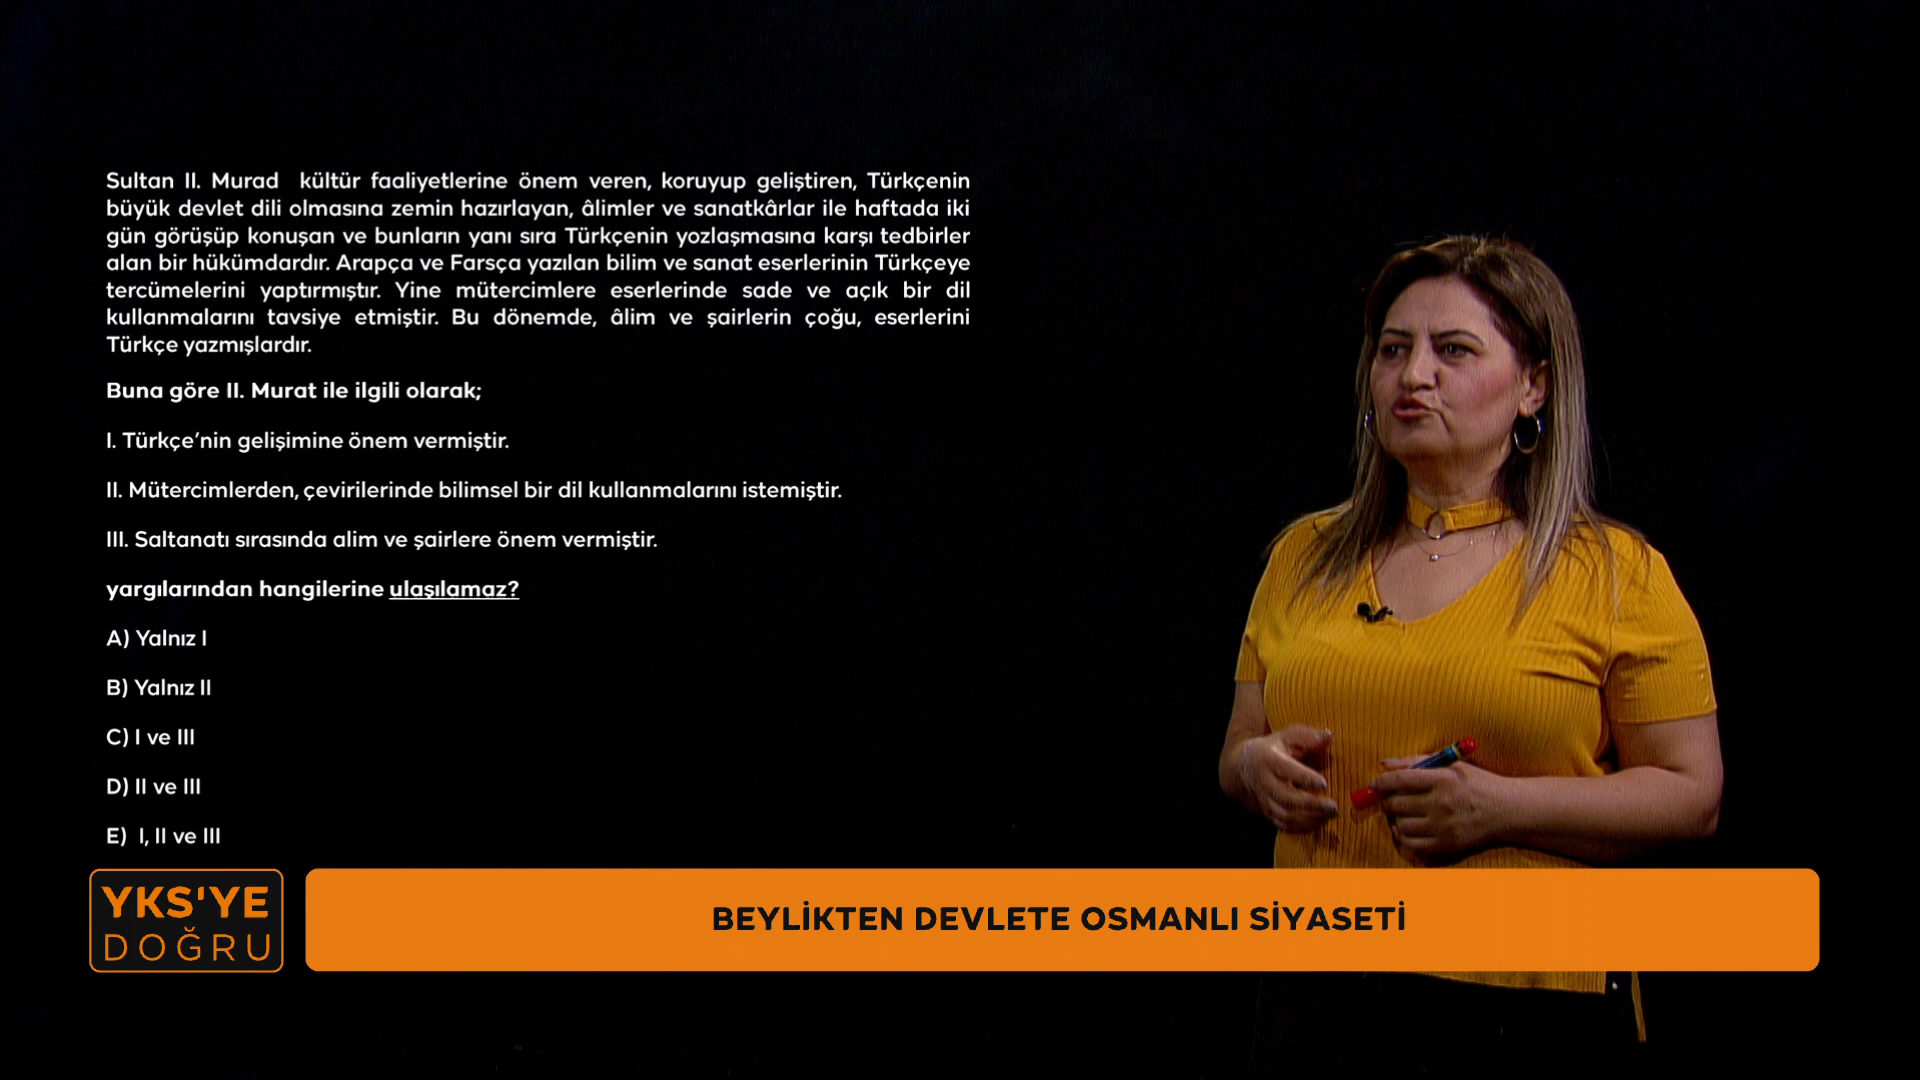 Sultan II. Murad kültür faaliyetlerine önem veren, koruyup geliştiren, Türkçenin
büyük devlet dili olmasına zemin hazırlayan, âlimler ve sanatkârlar ile haftada iki
gün görüşüp konuşan ve bunların yanı sıra Türkçenin yozlaşmasına karşı tedbirler
alan bir hükümdardır. Arapça ve Farsça yazılan bilim ve sanat eserlerinin Türkçeye
tercümelerini yaptırmıştır. Yine mütercimlere eserlerinde sade ve açık bir dil
kullanmalarını tavsiye etmiştir. Bu dönemde, âlim ve şairlerin çoğu, eserlerini
Türkçe yazmışlardır.
Buna göre II. Murat ile ilgili olarak;
I. Türkçe’nin gelişimine önem vermiştir.
II. Mütercimlerden, çevirilerinde bilimsel bir dil kullanmalarını istemiştir.
III. Saltanatı sırasında alim ve şairlere önem vermiştir.
yargılarından hangilerine ulaşılamaz?
A) Yalnız I
B) Yalnız II
C) I ve III
D) II ve III
E) I, II ve III
YKS'YE
DOĞRU
BEYLİKTEN DEVLETE OSMANLI SİYASETİ